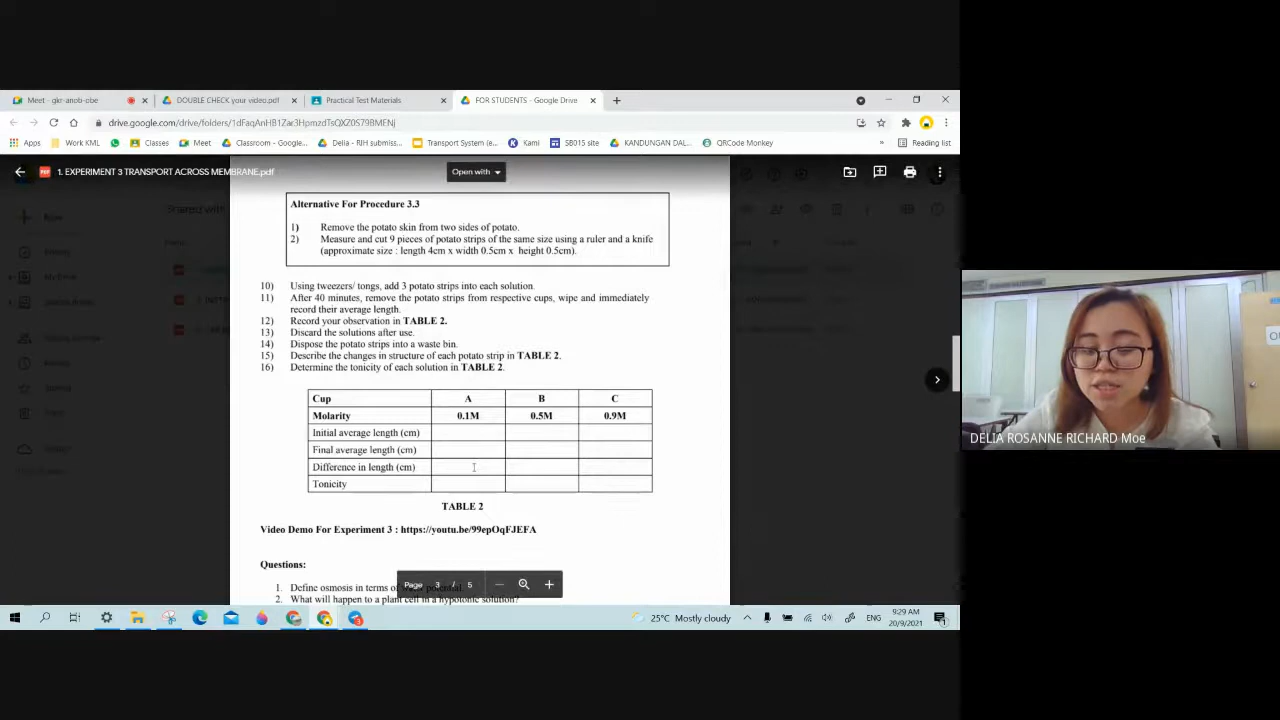 Meet - gkr-anob-obe
DOUBLE CHECK your video.pdf
Practical Test Materials
FOR STUDENTS - Google Drive
drive.google.com/drive/folders/1dFaqAnHB1Zar3HpmzdTsQXZ0S79BMENj
Apps Work KML Classes Meet Classroom - Google... Delia - RIH submiss... Transport System (e... Kami SB015 site KANDUNGAN DAL... QRCode Monkey » Reading list
1. EXPERIMENT 3 TRANSPORT ACROSS MEMBRANE.pdf
Open with
Alternative For Procedure 3.3
1) Remove the potato skin from two sides of potato.
2) Measure and cut 9 pieces of potato strips of the same size using a ruler and a knife
(approximate size : length 4cm x width 0.5cm x height 0.5cm).
10) Using tweezers/ tongs, add 3 potato strips into each solution.
11) After 40 minutes, remove the potato strips from respective cups, wipe and immediately
record their average length.
12) Record your observation in TABLE 2.
13) Discard the solutions after use.
14) Dispose the potato strips into a waste bin.
15) Describe the changes in structure of each potato strip in TABLE 2.
16) Determine the tonicity of each solution in TABLE 2.
Cup A B C
Molarity 0.1M 0.5M 0.9M
Initial average length (cm)
Final average length (cm)
Difference in length (cm)
Tonicity
TABLE 2
Video Demo For Experiment 3 : https://youtu.be/99epOqFJEFA
Questions:
1. Define osmosis in terms of
Page 3 / 5
2. What will happen to a plant cell in a hypotonic solution?
DELIA ROSANNE RICHARD Moe
25°C Mostly cloudy
ENG
9:29 AM
20/9/2021